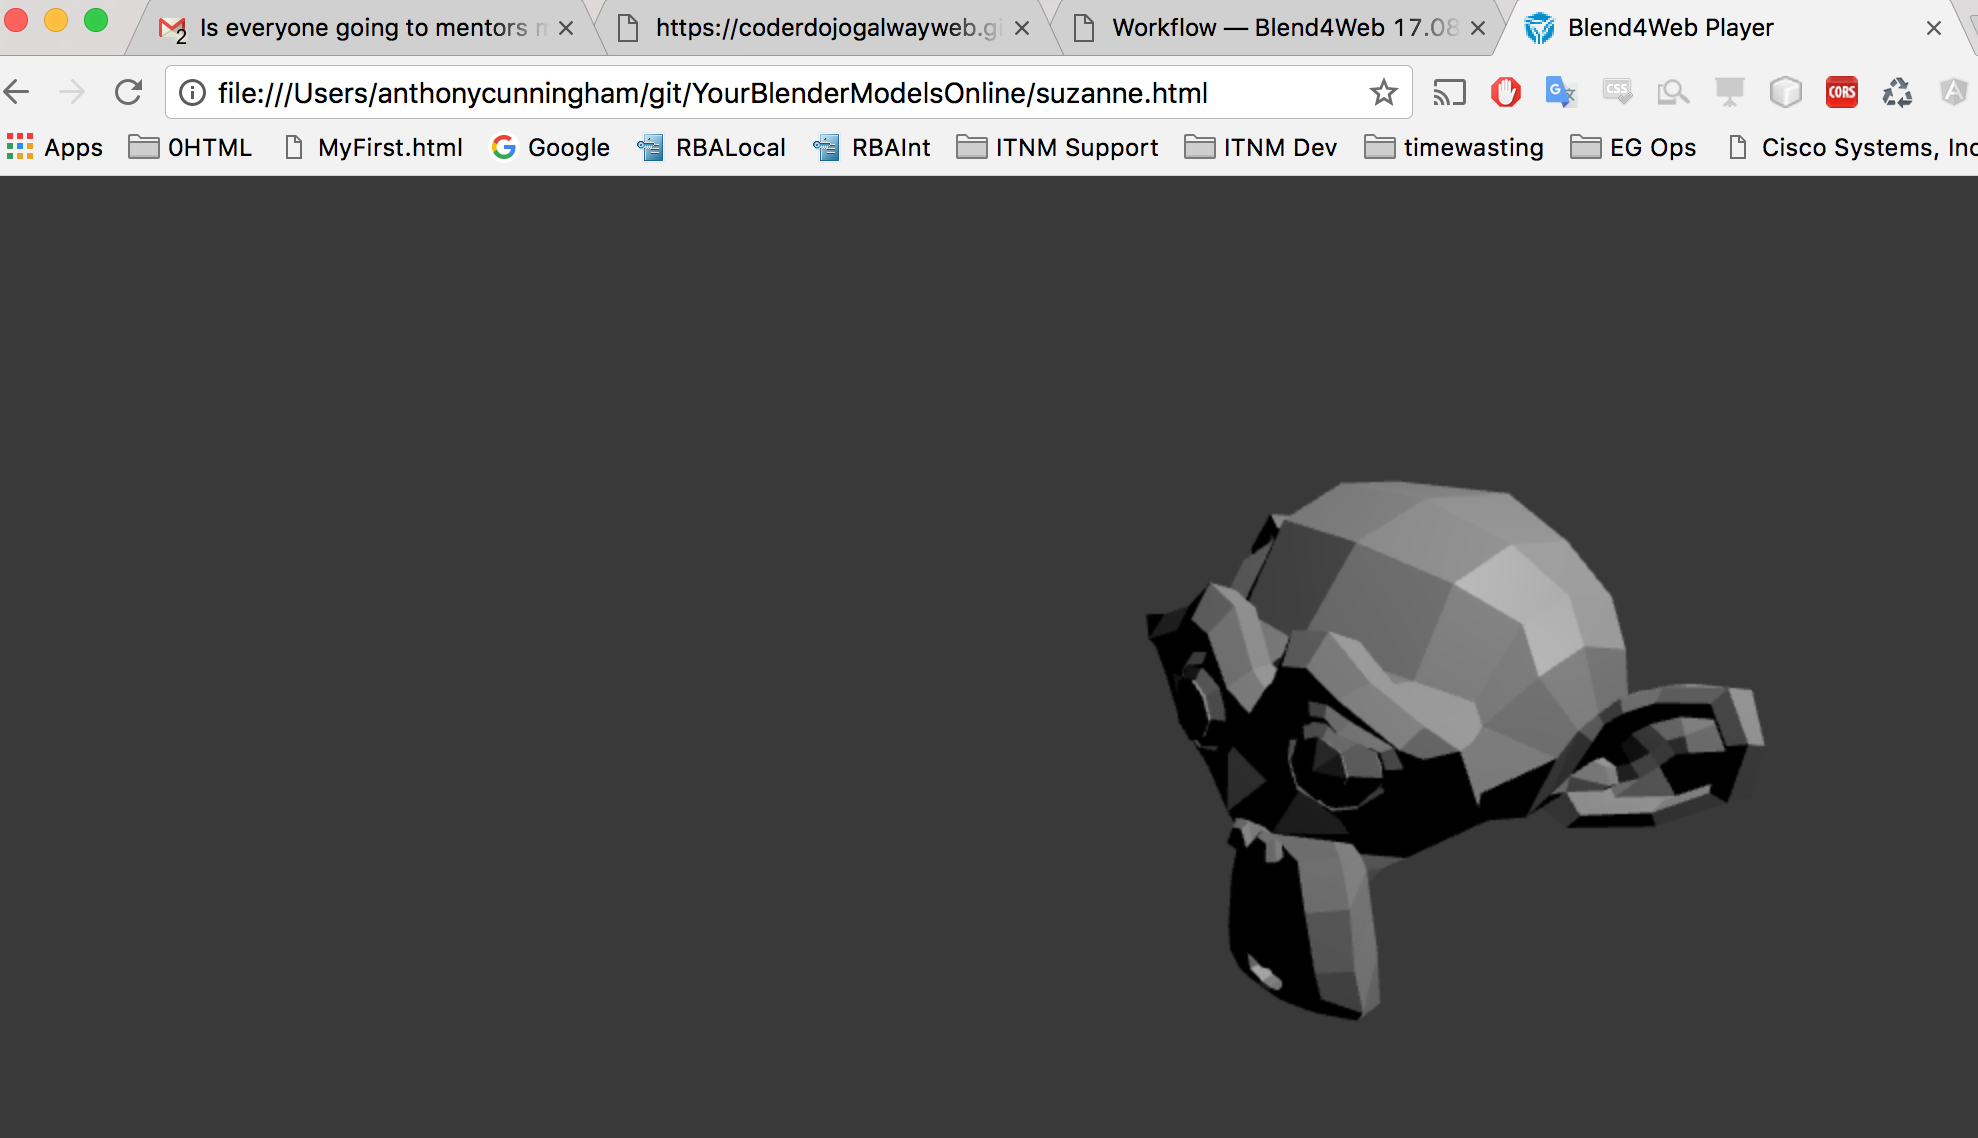 2 Is everyone going to mentors m
https://coderdojogalwayweb.gi
Workflow — Blend4Web 17.08
Blend4Web Player
file:///Users/anthonycunningham/git/YourBlenderModelsOnline/suzanne.html
G CSS CORS A
Apps 0HTML MyFirst.html Google RBALocal RBAInt ITNM Support ITNM Dev timewasting EG Ops Cisco Systems, Inc